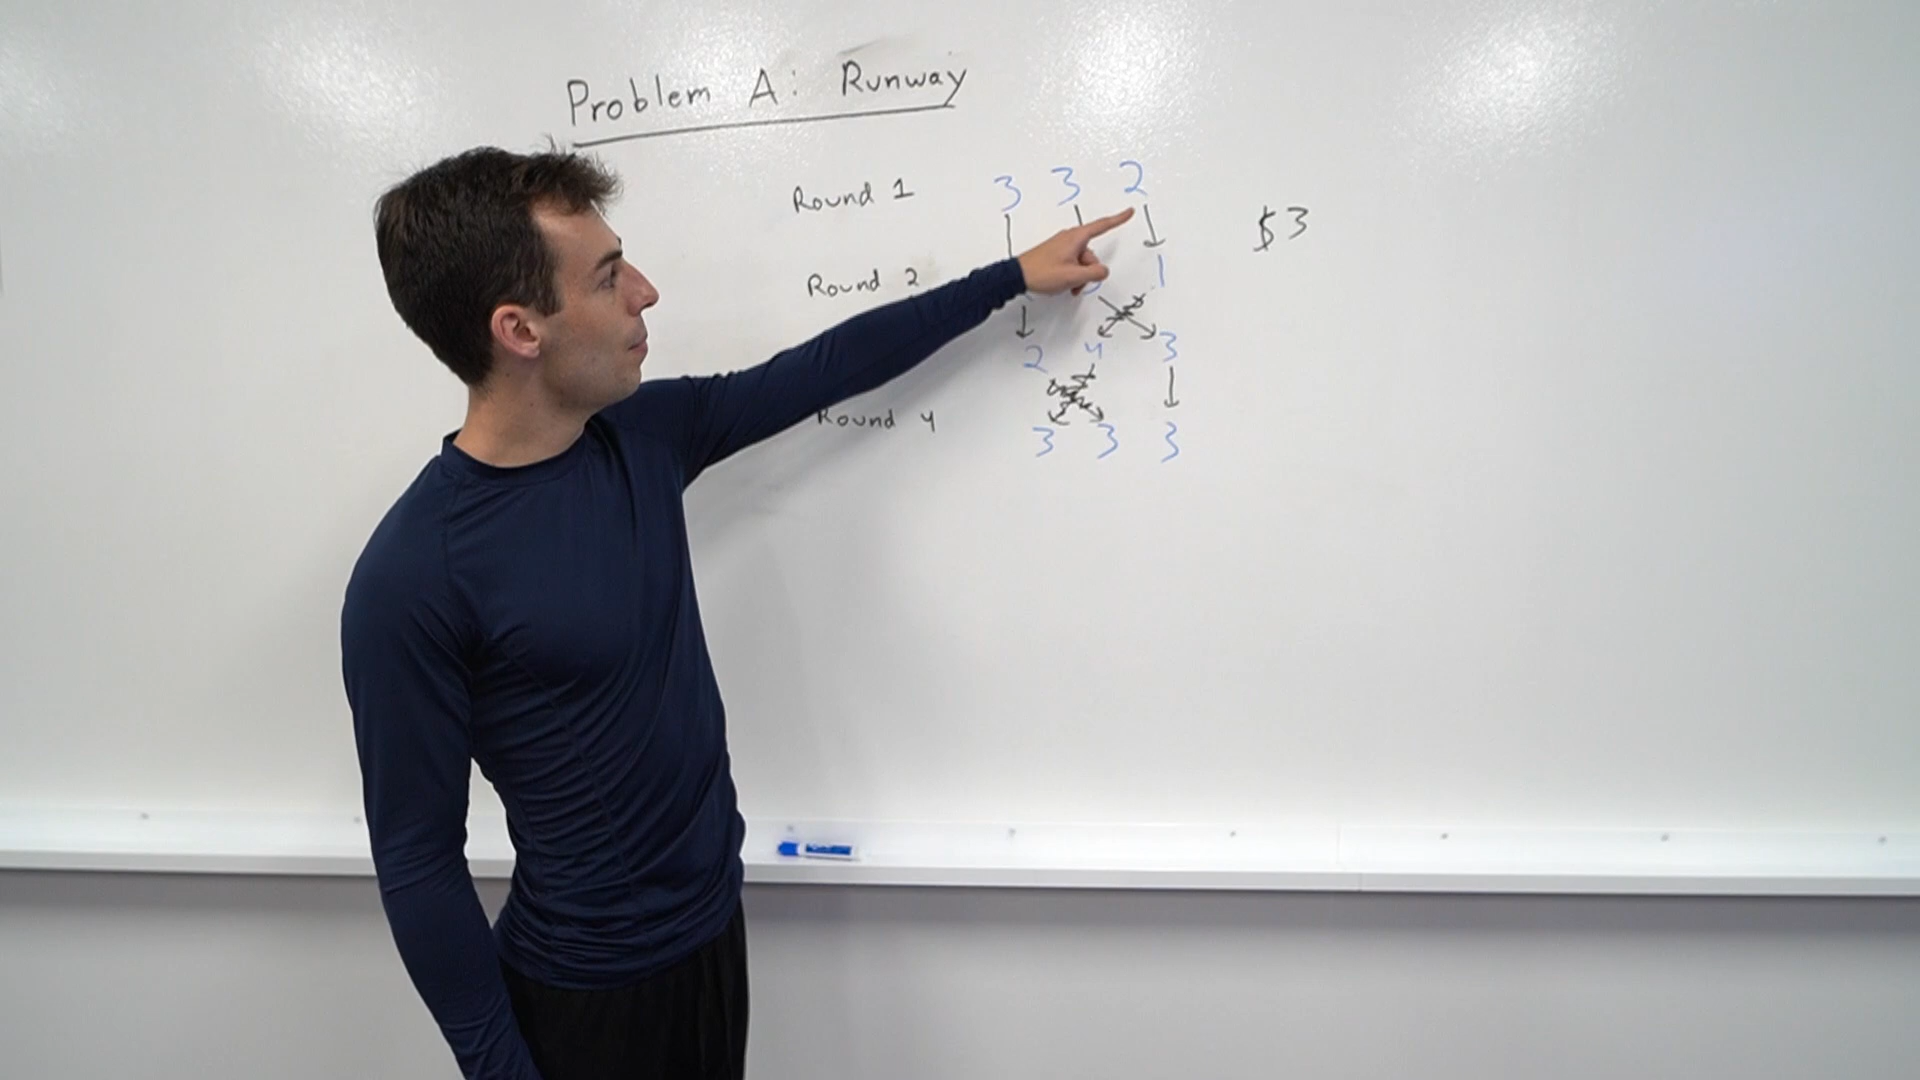 Problem A: Runway
Round 1 3 3 2 $3
Round 2 1
2 4 3
Round 4 3 3 3